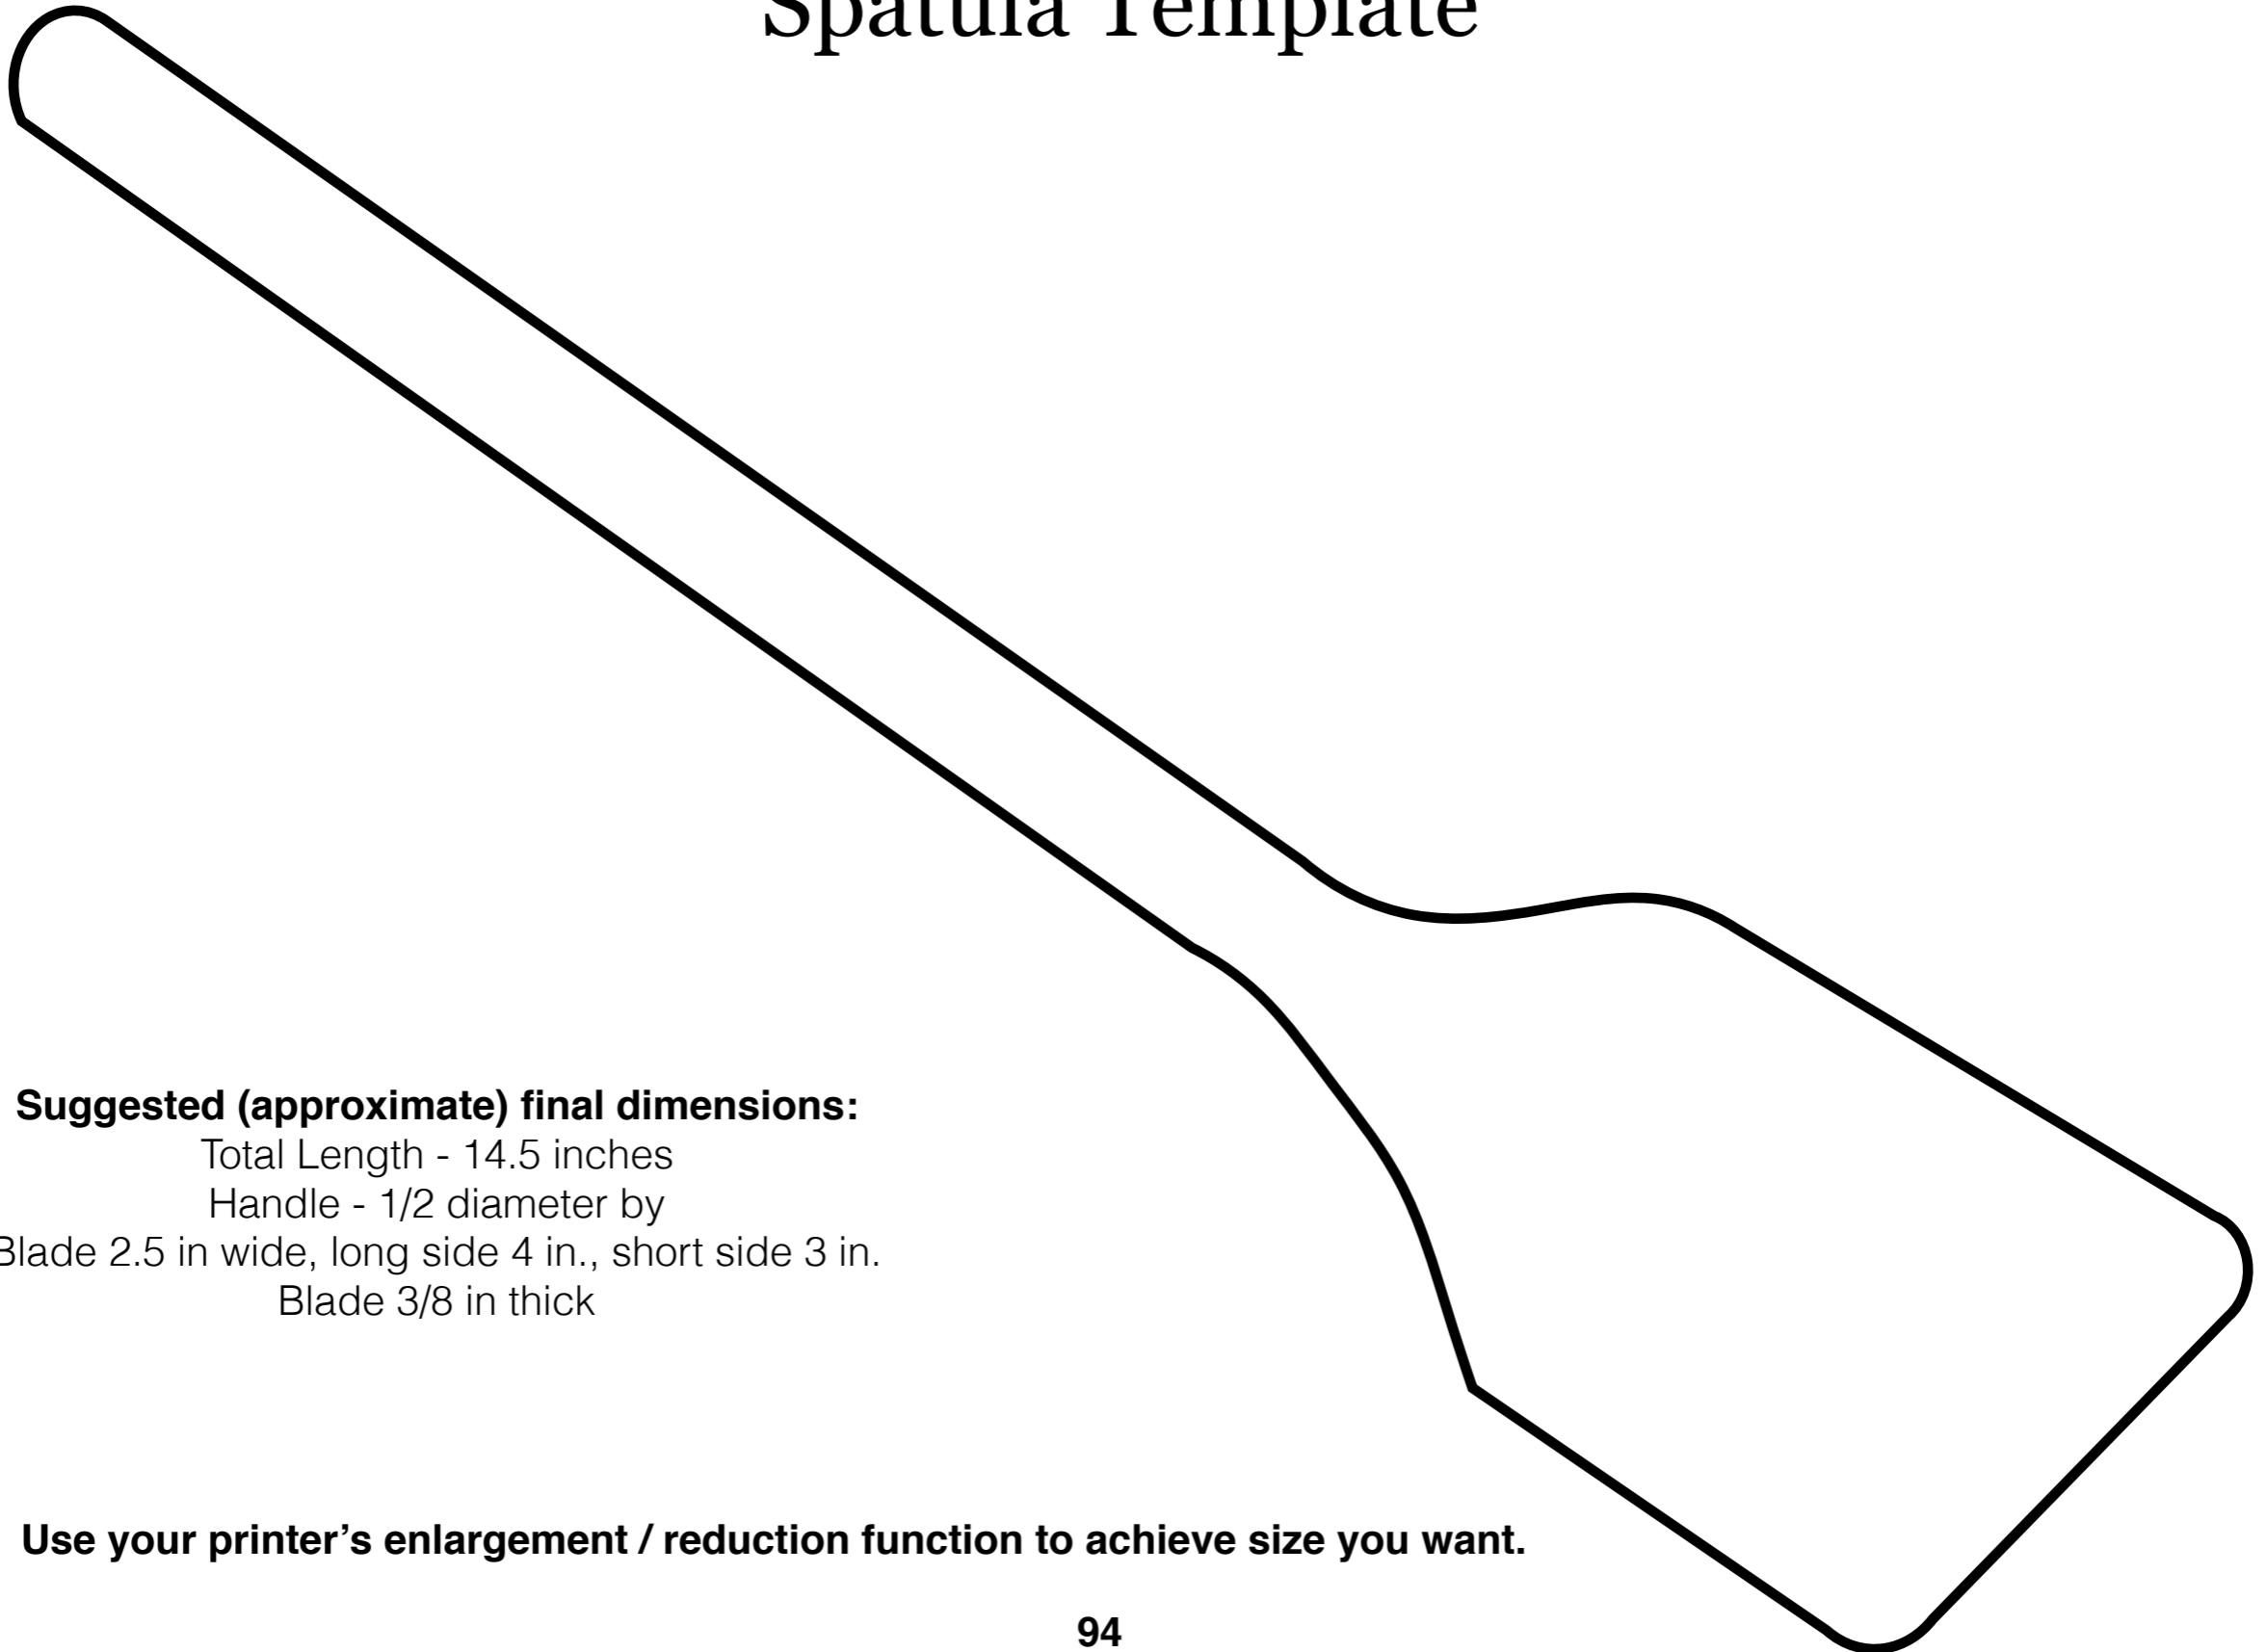 Spatula Template
Suggested (approximate) final dimensions:
Total Length - 14.5 inches
Handle - 1/2 diameter by
Blade 2.5 in wide, long side 4 in., short side 3 in.
Blade 3/8 in thick
Use your printer’s enlargement / reduction function to achieve size you want.
94